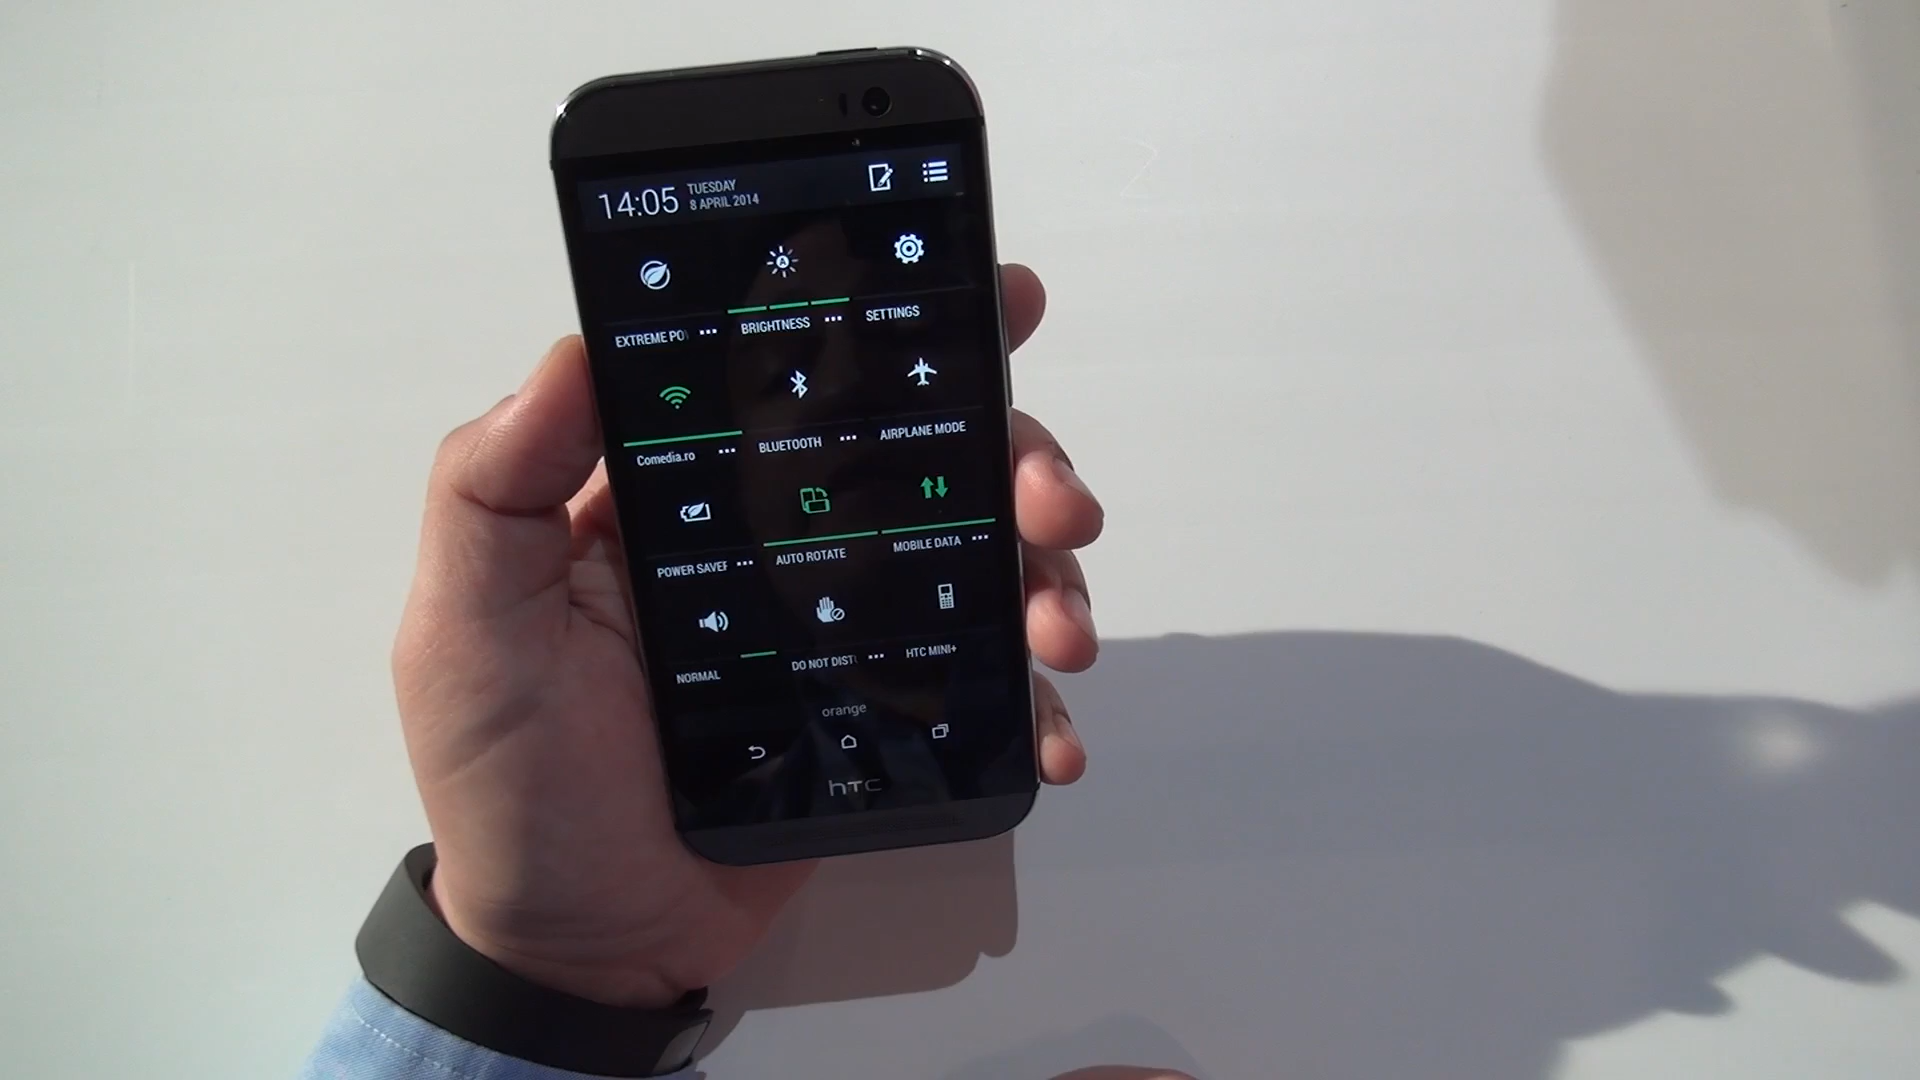 14:05
TUESDAY
8 APRIL 2014
A
EXTREME PO
BRIGHTNESS
SETTINGS
Comedia.ro
BLUETOOTH
AIRPLANE MODE
POWER SAVER
AUTO ROTATE
MOBILE DATA
NORMAL
DO NOT DIST
HTC MINI+
orange
hTC